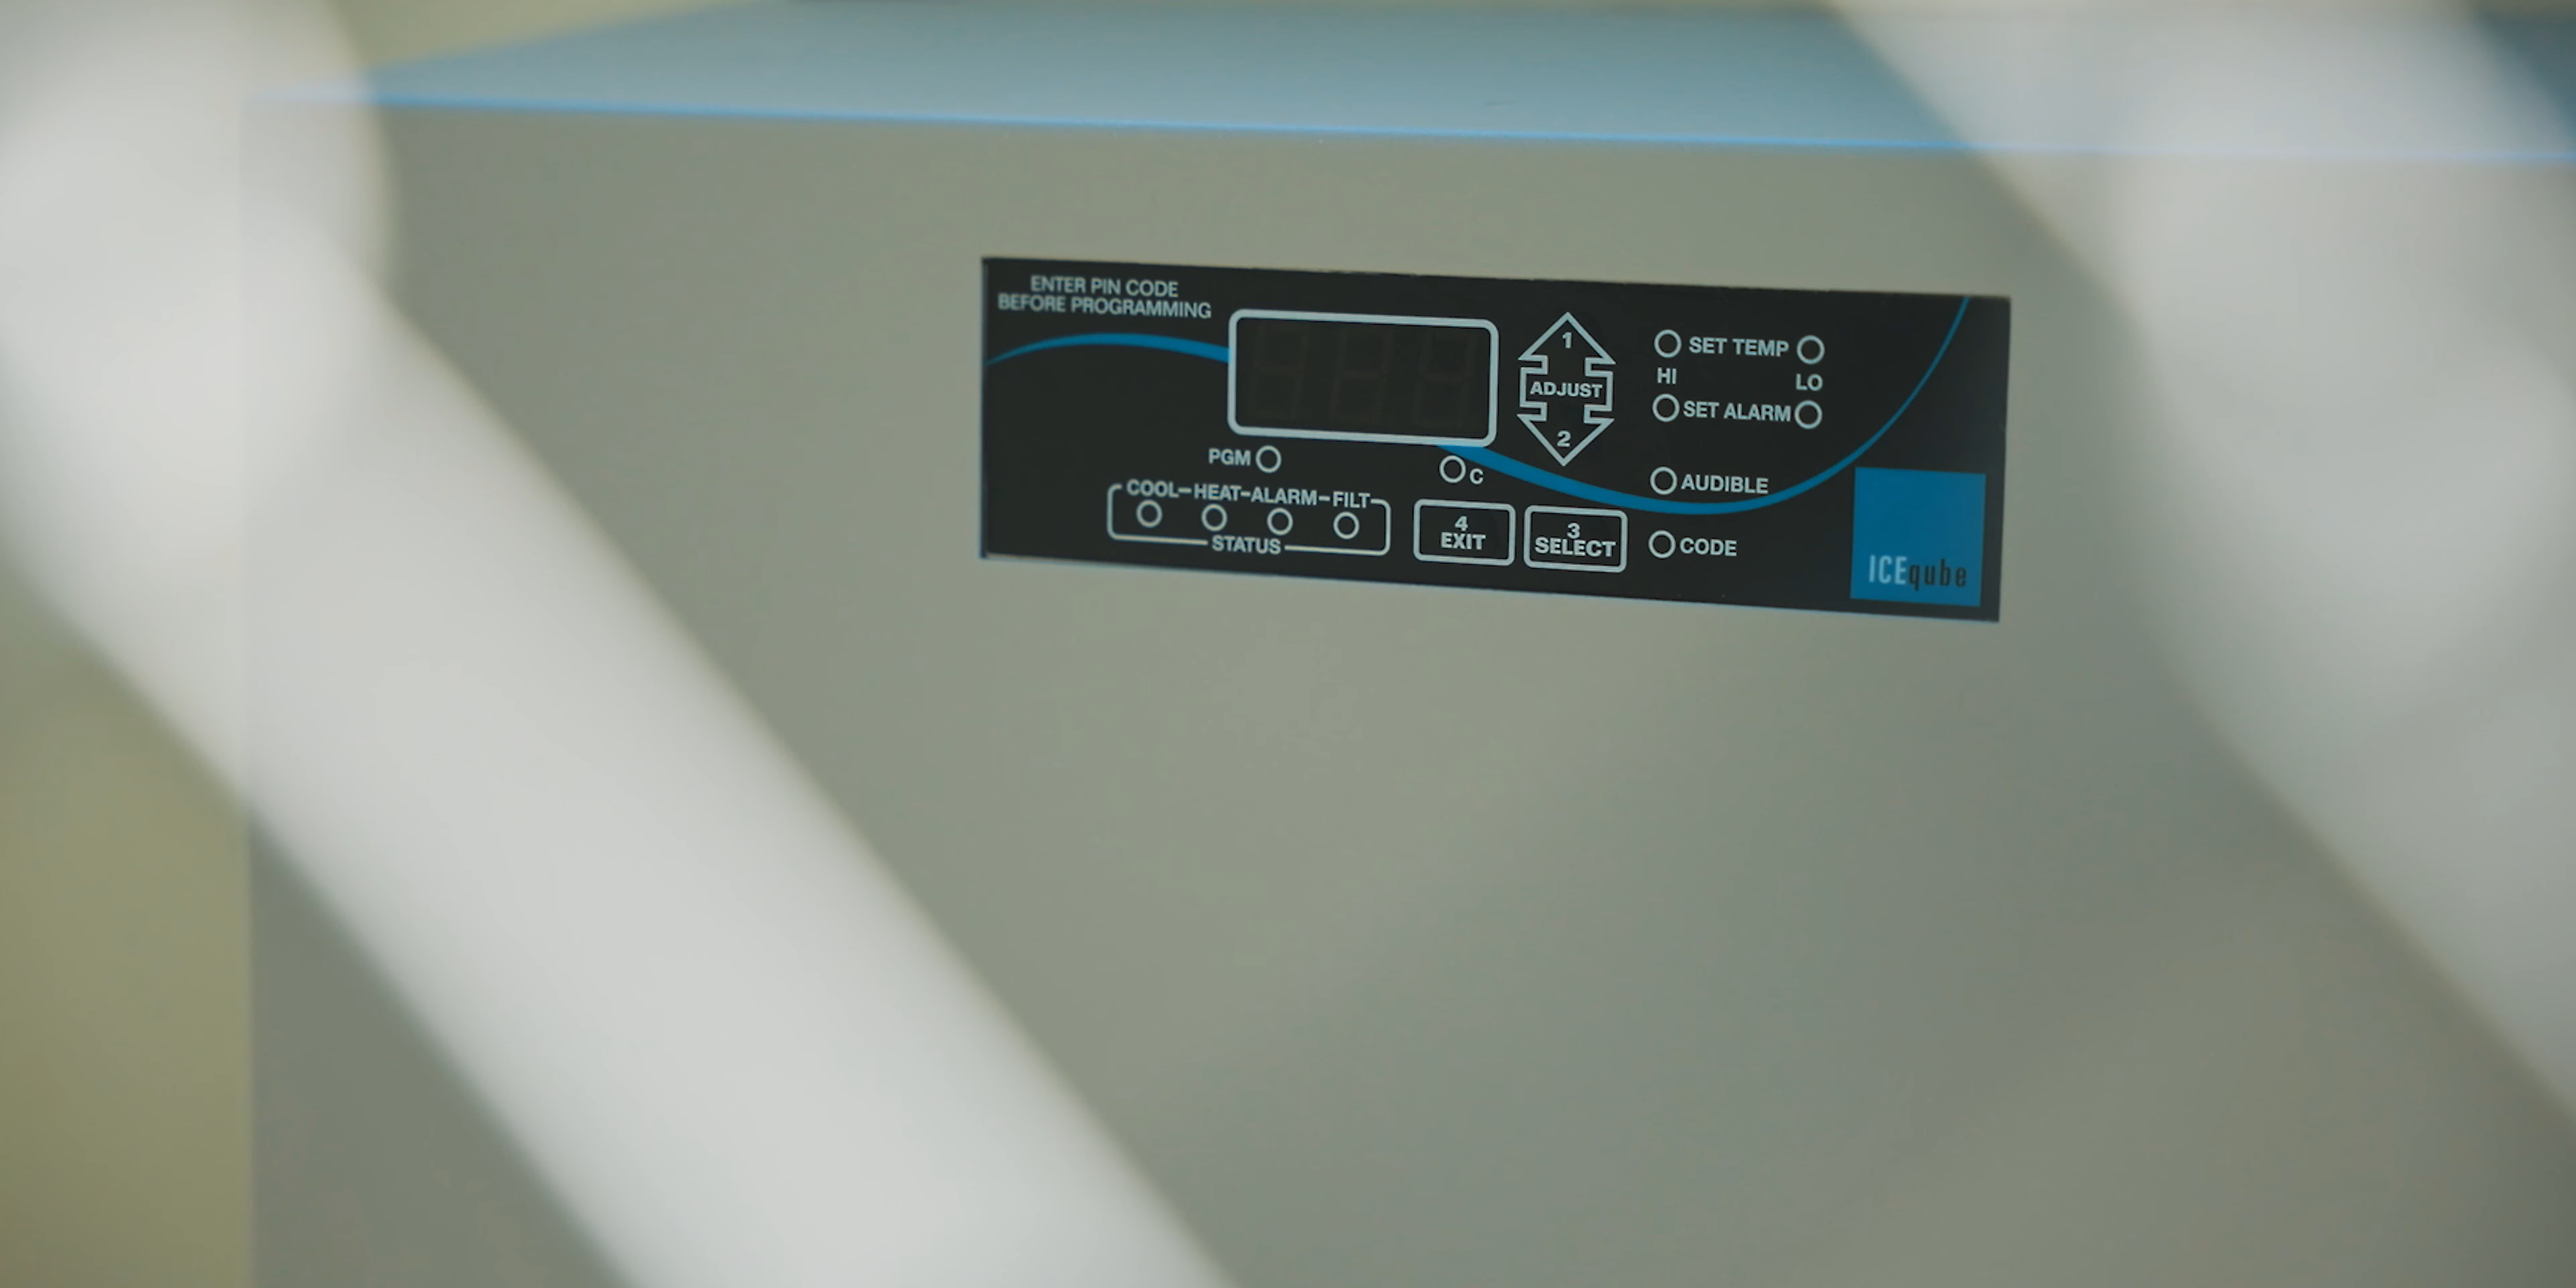 ENTER PIN CODE
BEFORE PROGRAMMING
1
ADJUST
2
SET TEMP
HI LO
SET ALARM
PGM
C
AUDIBLE
COOL-HEAT-ALARM-FILT
STATUS
4
EXIT
3
SELECT
CODE
ICEqube